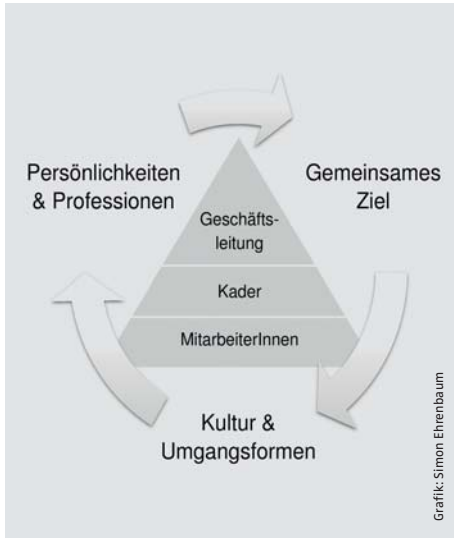 Persönlichkeiten
& Professionen
Gemeinsames
Ziel
Geschäfts-
leitung
Kader
MitarbeiterInnen
Kultur &
Umgangsformen
Grafik: Simon Ehrenbaum